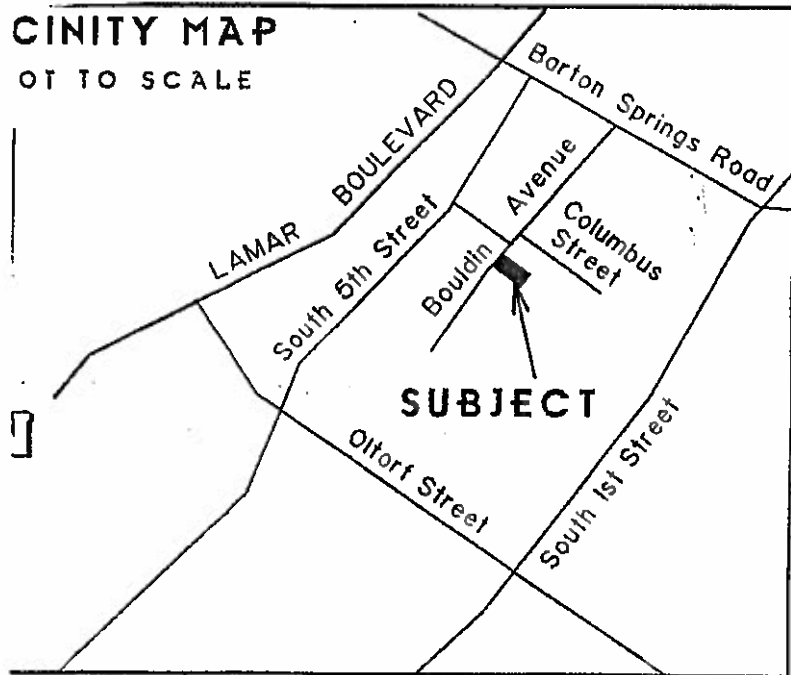 CINITY MAP
OT TO SCALE
LAMAR BOULEVARD
Barton Springs Road
South 5th Street
Bouldin Avenue
Columbus
Street
SUBJECT
Oltorf Street
South 1st Street